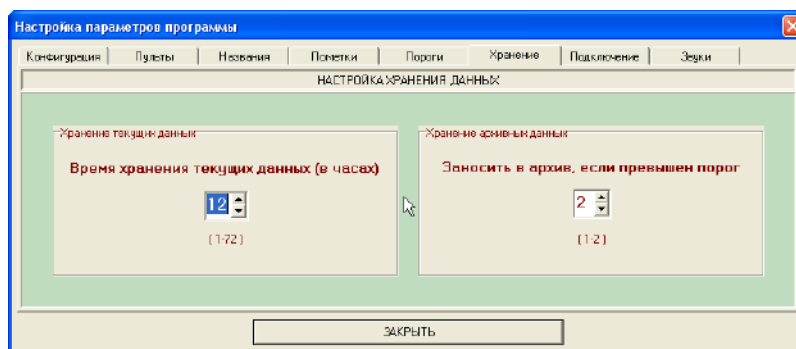 Настройка параметров программы
Конфигурация Пульты Названия Пометки Пороги Хранение Подключение Звуки
НАСТРОЙКА ХРАНЕНИЯ ДАННЫХ
Хранение текущих данных
Время хранения текущих данных (в часах)
12
(1-72)
Хранение архивных данных
Заносить в архив, если превышен порог
2
(1-2)
ЗАКРЫТЬ